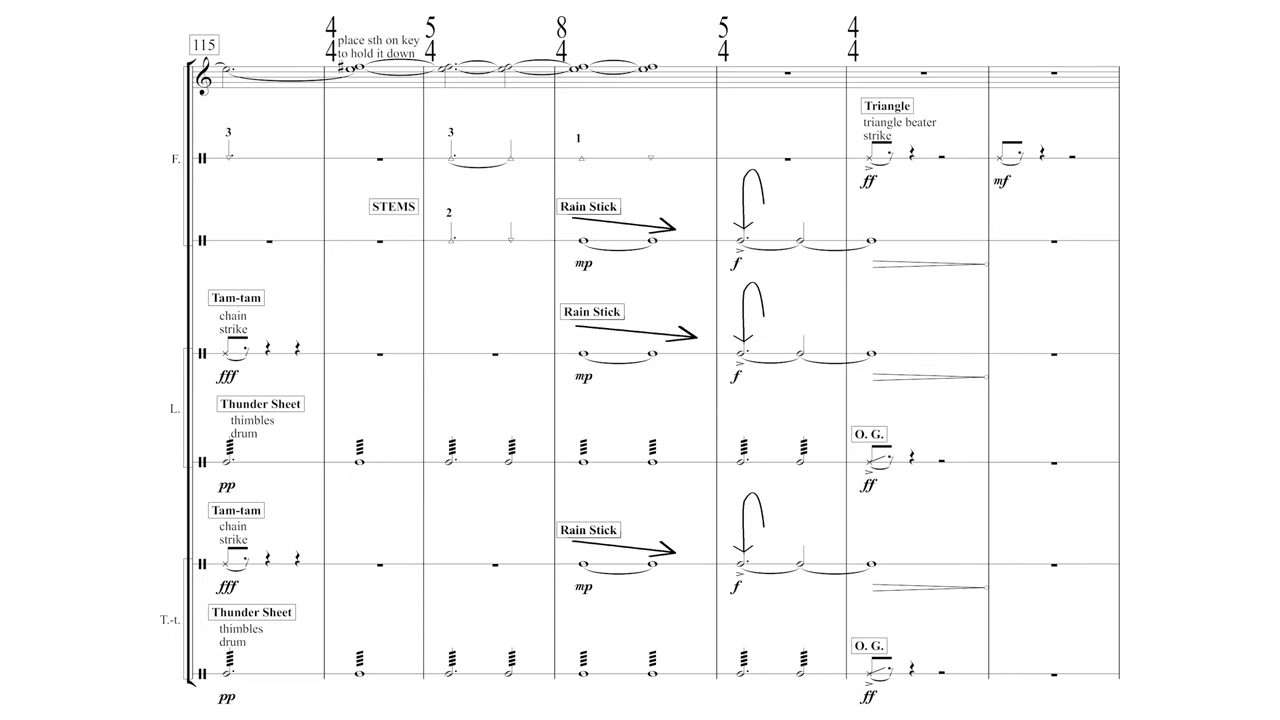 4 5 8 5 4
115
4 place sth on key 4 4 4 4
to hold it down
Triangle
triangle beater
strike
3 3 1
F.
ff mf
STEMS
2
Rain Stick
mp f
Tam-tam
chain
strike
Rain Stick
fff mp f
L.
Thunder Sheet
thimbles
drum
O. G.
pp ff
Tam-tam
chain
strike
Rain Stick
fff mp f
T.-t.
Thunder Sheet
thimbles
drum
O. G.
pp ff